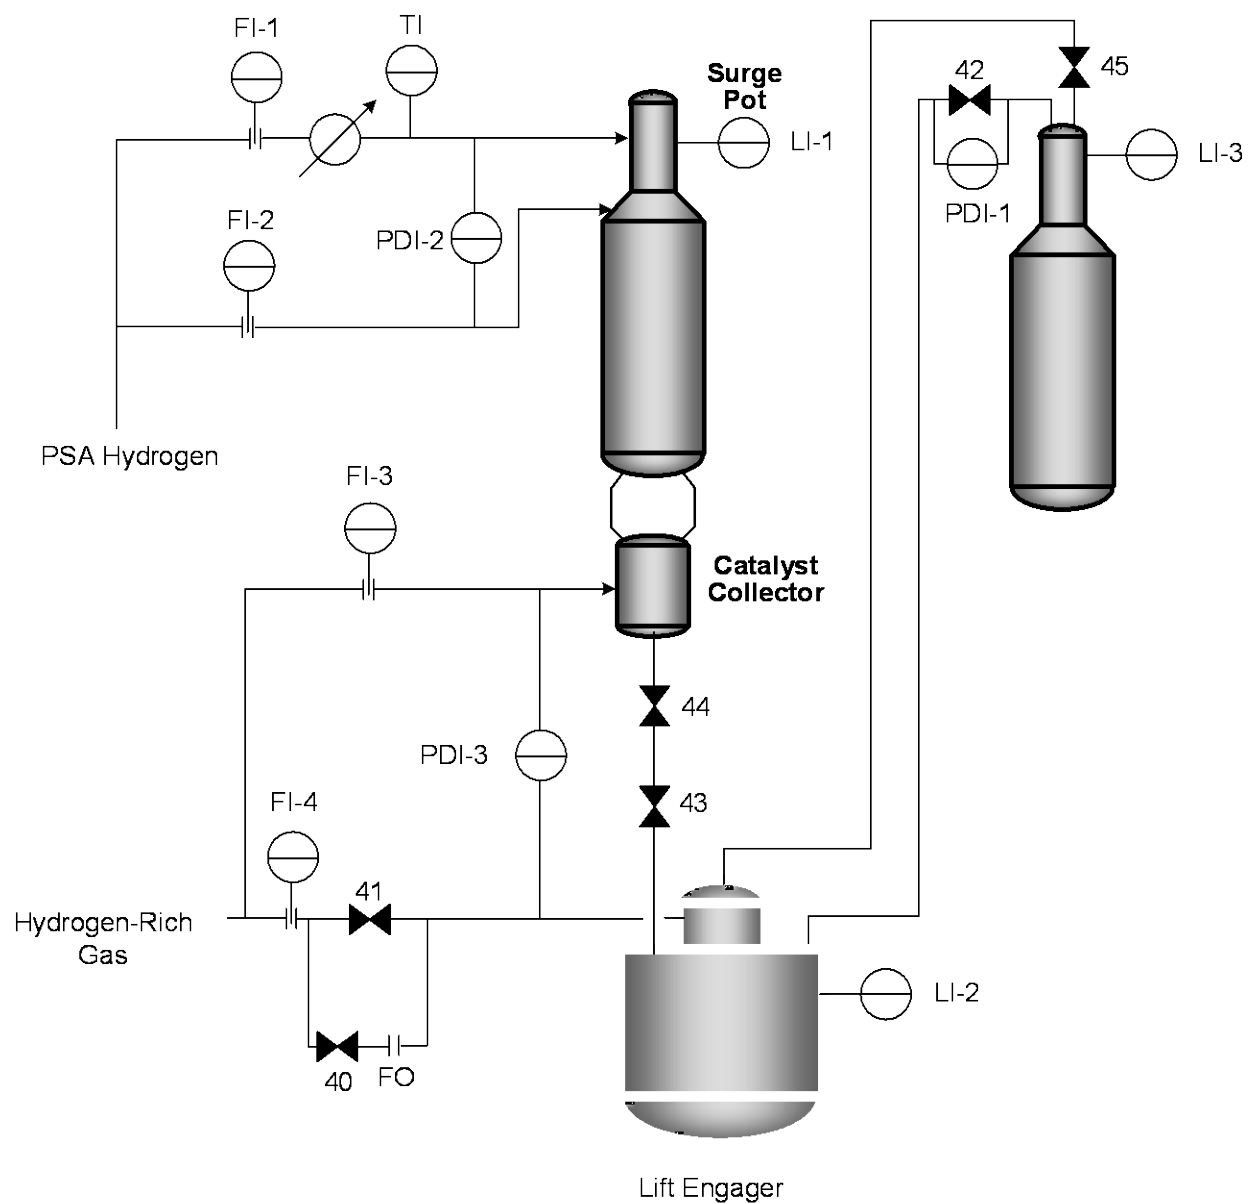 FI-1
TI
Surge
Pot
42
45
LI-1
LI-3
PDI-1
FI-2
PDI-2
PSA Hydrogen
FI-3
Catalyst
Collector
44
PDI-3
43
FI-4
41
Hydrogen-Rich
Gas
LI-2
40
FO
Lift Engager